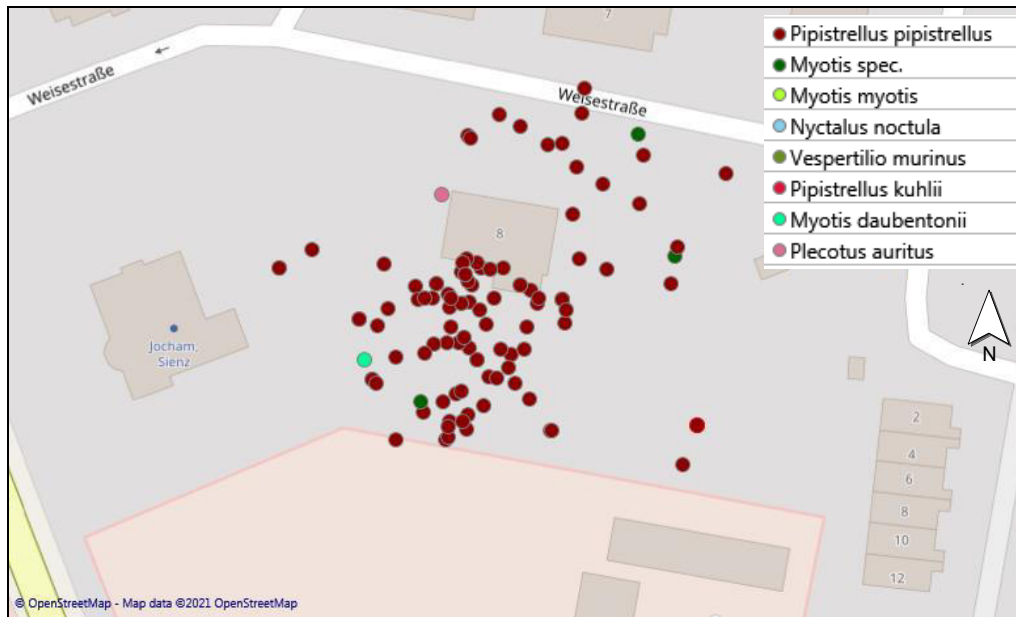 7
Weisestraße
Weisestraße
8
Jocham,
Sienz
Pipistrellus pipistrellus
Myotis spec.
Myotis myotis
Nyctalus noctula
Vespertilio murinus
Pipistrellus kuhlii
Myotis daubentonii
Plecotus auritus
N
2
4
6
8
10
12
© OpenStreetMap - Map data ©2021 OpenStreetMap